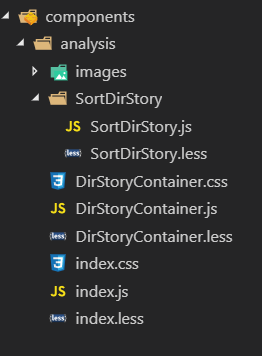 components
analysis
images
SortDirStory
JS SortDirStory.js
{less} SortDirStory.less
DirStoryContainer.css
JS DirStoryContainer.js
{less} DirStoryContainer.less
index.css
JS index.js
{less} index.less